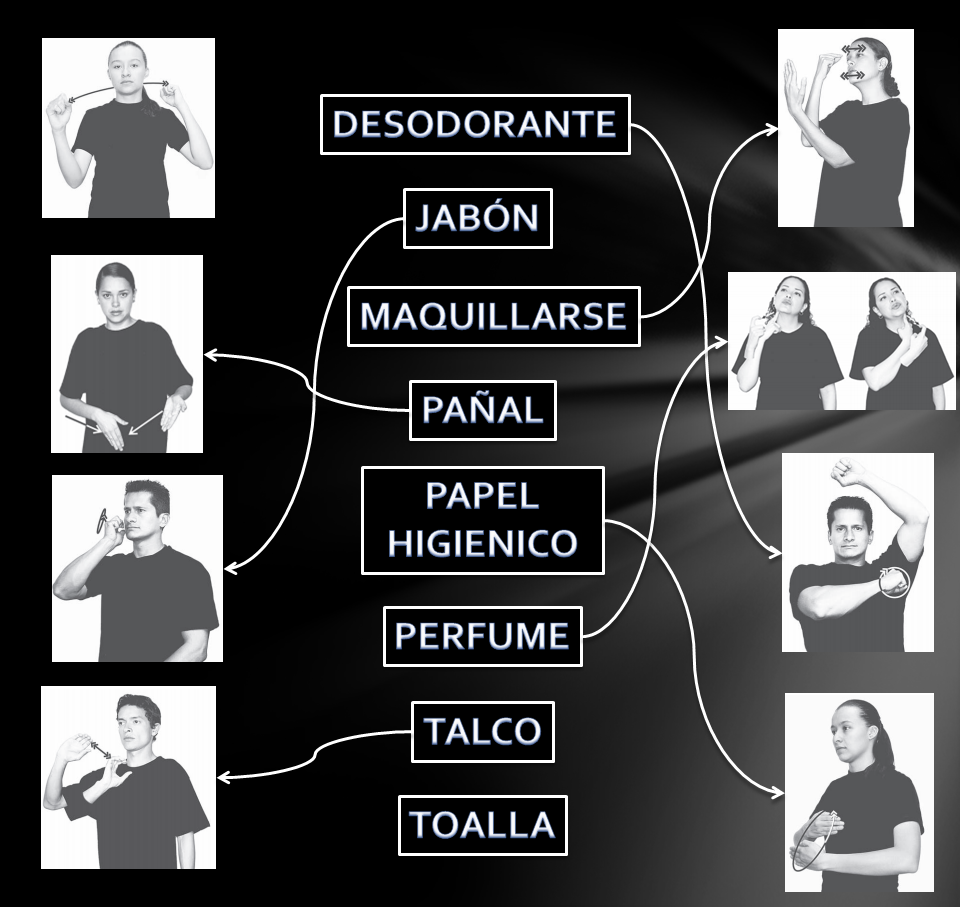 DESODORANTE
JABÓN
MAQUILLARSE
PAÑAL
PAPEL
HIGIENICO
PERFUME
TALCO
TOALLA